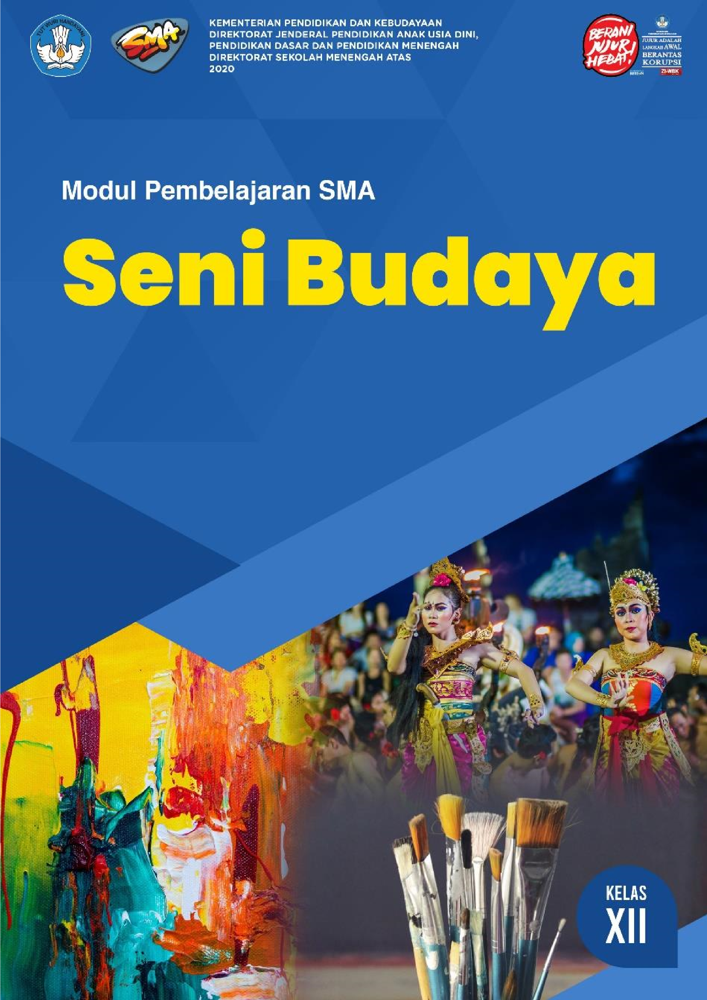 TUT WURI HANDAYANI
SMA
KEMENTERIAN PENDIDIKAN DAN KEBUDAYAAN
DIREKTORAT JENDERAL PENDIDIKAN ANAK USIA DINI,
PENDIDIKAN DASAR DAN PENDIDIKAN MENENGAH
DIREKTORAT SEKOLAH MENENGAH ATAS
2020
BERANI
JUJUR
HEBAT!
JUJUR ADALAH
LANGKAH AWAL
BERANTAS
KORUPSI
ZI-WBK
Modul Pembelajaran SMA
Seni Budaya
KELAS
XII